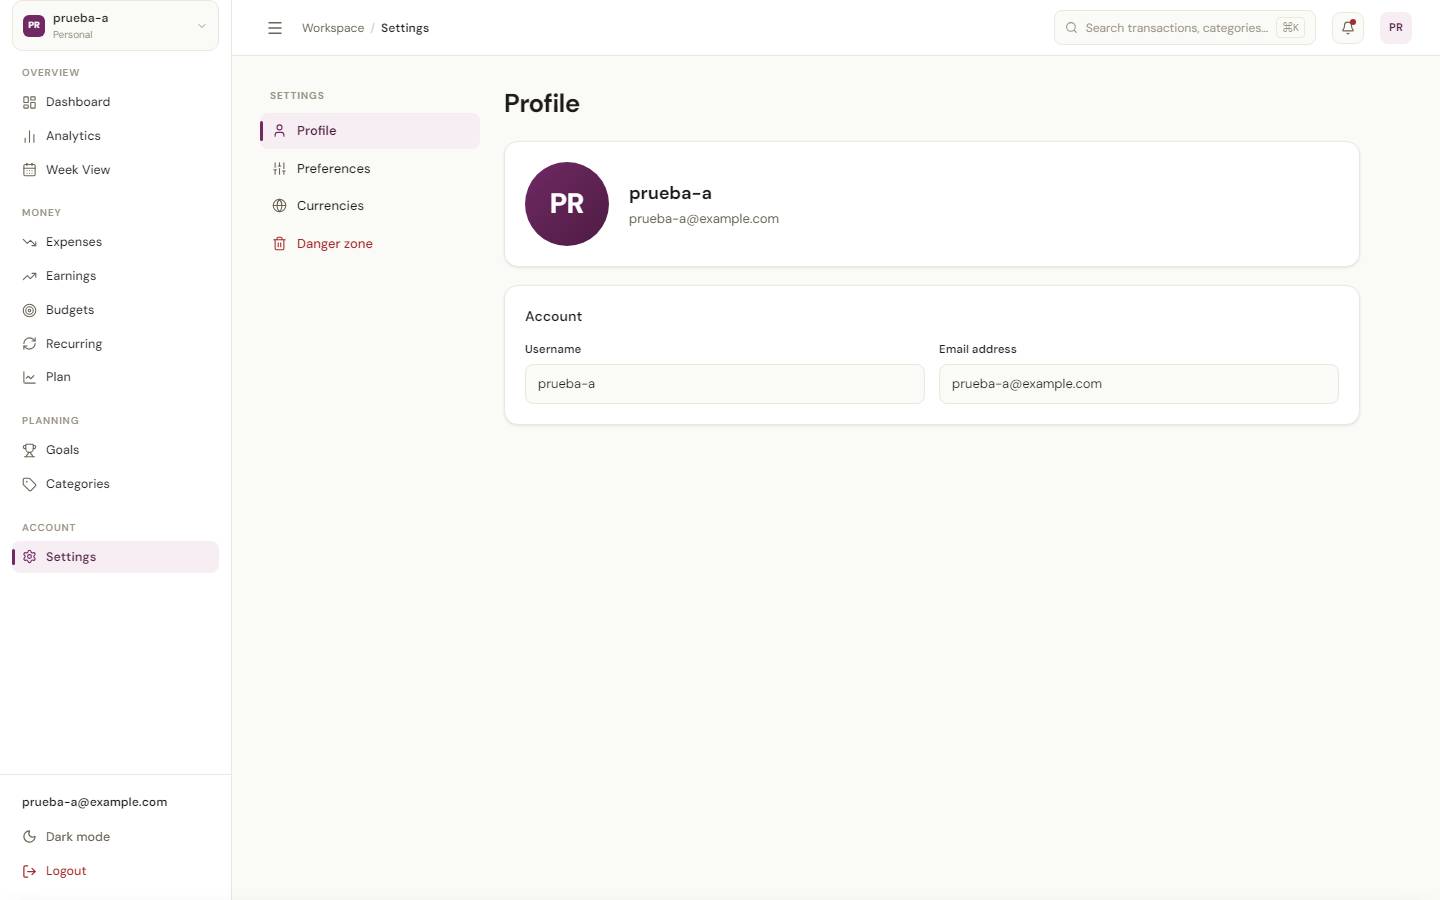 PR
prueba-a
Personal
OVERVIEW
Dashboard
Analytics
Week View
MONEY
Expenses
Earnings
Budgets
Recurring
Plan
PLANNING
Goals
Categories
ACCOUNT
Settings
prueba-a@example.com
Dark mode
Logout
Workspace / Settings
Search transactions, categories... ⌘K
PR
SETTINGS
Profile
Preferences
Currencies
Danger zone
Profile
PR
prueba-a
prueba-a@example.com
Account
Username
prueba-a
Email address
prueba-a@example.com